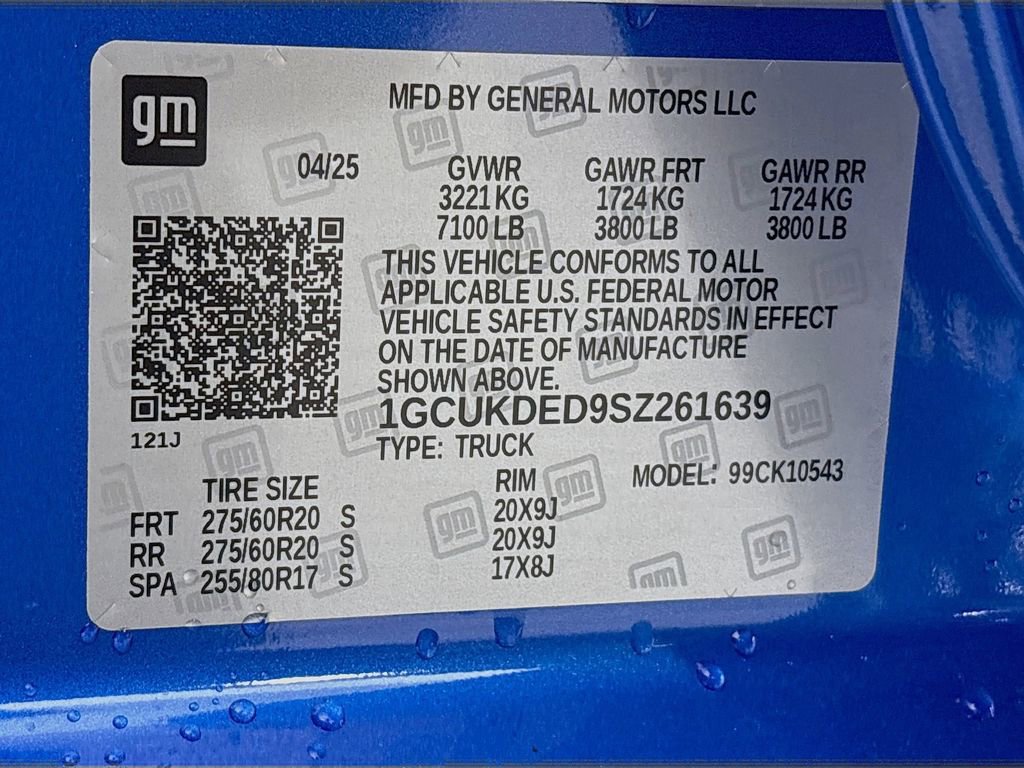 gm
MFD BY GENERAL MOTORS LLC
04/25 GVWR GAWR FRT GAWR RR
3221 KG 1724 KG 1724 KG
7100 LB 3800 LB 3800 LB
THIS VEHICLE CONFORMS TO ALL
APPLICABLE U.S. FEDERAL MOTOR
VEHICLE SAFETY STANDARDS IN EFFECT
ON THE DATE OF MANUFACTURE
SHOWN ABOVE.
1GCUKDED9SZ261639
121J
TYPE: TRUCK
MODEL: 99CK10543
TIRE SIZE RIM
FRT 275/60R20 S 20X9J
RR 275/60R20 S 20X9J
SPA 255/80R17 S 17X8J